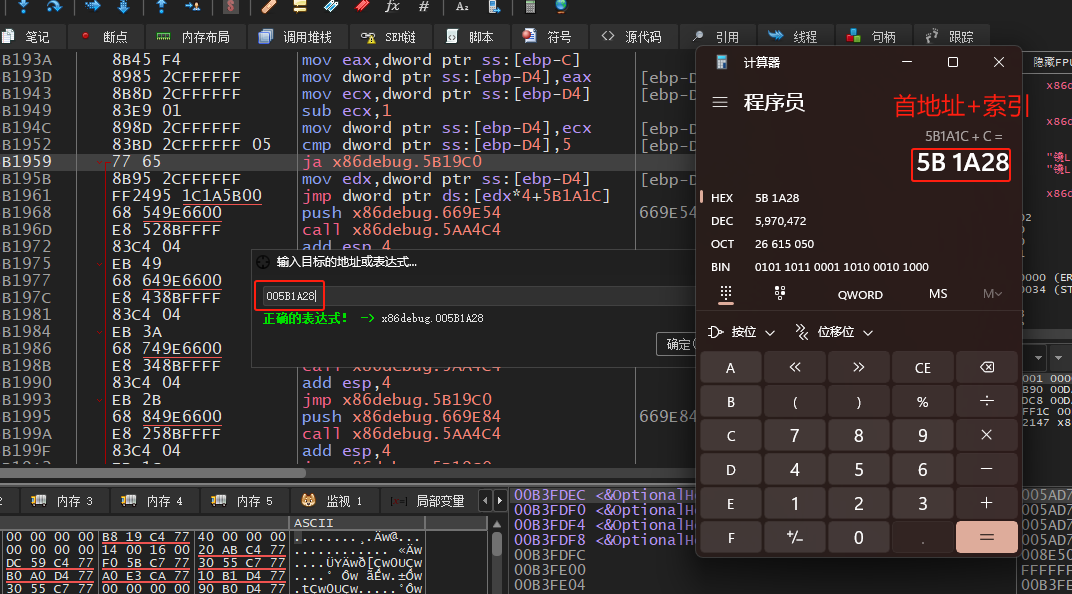 笔记 断点 内存布局 调用堆栈 SEH链 脚本 符号 源代码 引用 线程 句柄 跟踪
B193A 8B45 F4 mov eax,dword ptr ss:[ebp-C]
B193D 8985 2CFFFFFF mov dword ptr ss:[ebp-D4],eax [ebp-D
B1943 8B8D 2CFFFFFF mov ecx,dword ptr ss:[ebp-D4] [ebp-D
B1949 83E9 01 sub ecx,1
B194C 898D 2CFFFFFF mov dword ptr ss:[ebp-D4],ecx [ebp-D
B1952 83BD 2CFFFFFF 05 cmp dword ptr ss:[ebp-D4],5 [ebp-D
B1959 77 65 ja x86debug.5B19C0
B195B 8B95 2CFFFFFF mov edx,dword ptr ss:[ebp-D4] [ebp-D
B1961 FF2495 1C1A5B00 jmp dword ptr ds:[edx*4+5B1A1C]
B1968 68 549E6600 push x86debug.669E54 669E54
B196D E8 528BFFFF call x86debug.5AA4C4
B1972 83C4 04 add esp,4
B1975 EB 49
B1977 68 649E6600
B197C E8 438BFFFF
B1981 83C4 04
B1984 EB 3A
B1986 68 749E6600
B198B E8 348BFFFF call x86debug.5AA4C4
B1990 83C4 04 add esp,4
B1993 EB 2B jmp x86debug.5B19C0
B1995 68 849E6600 push x86debug.669E84 669E84
B199A E8 258BFFFF call x86debug.5AA4C4
B199F 83C4 04 add esp,4
输入目标的地址或表达式...
005B1A28
正确的表达式! -> x86debug.005B1A28
确定(
计算器
程序员
首地址+索引
5B1A1C + C =
5B 1A28
HEX 5B 1A28
DEC 5,970,472
OCT 26 615 050
BIN 0101 1011 0001 1010 0010 1000
QWORD MS M
按位 位移位
A << >> CE
B ( ) % ÷
C 7 8 9 ×
D 4 5 6 −
E 1 2 3 +
F +/− 0 . =
隐藏FPU
内存 3 内存 4 内存 5 监视 1 局部变量
ASCII
00 00 00 00 B8 19 C4 77 40 00 00 00
00 00 00 00 14 00 16 00 20 AB C4 77
DC 59 C4 77 F0 5B C7 77 30 55 C7 77
B0 A0 D4 77 A0 E3 CA 77 10 B1 D4 77
30 55 C7 77 00 00 00 00 90 B0 D4 77
00B3FDEC <&OptionalH
00B3FDF0 <&OptionalH
00B3FDF4 <&OptionalH
00B3FDF8 <&OptionalH
00B3FDFC
00B3FE00
00B3FE04